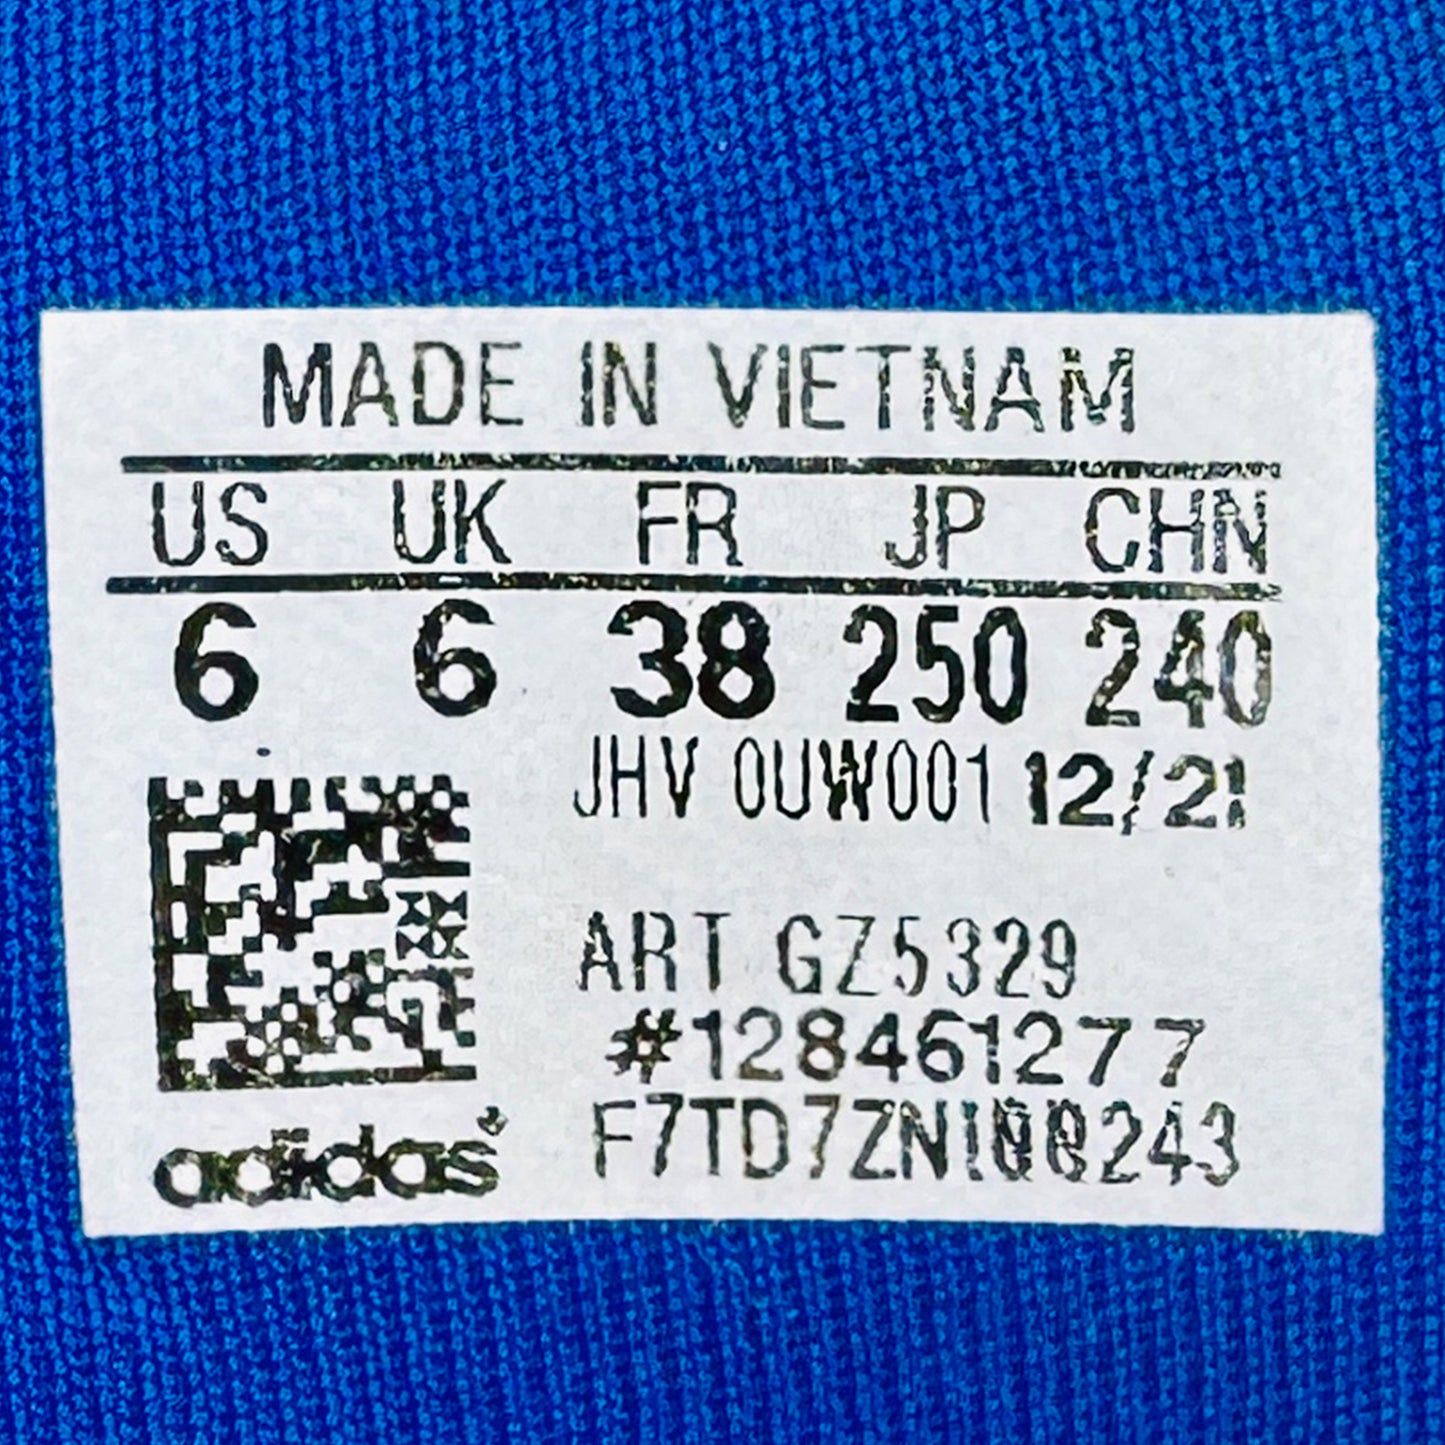 MADE IN VIETNAM
US UK FR JP CHN
6 6 38 250 240
JHV 0UW001 12/21
ART GZ5329
#128461277
adidas